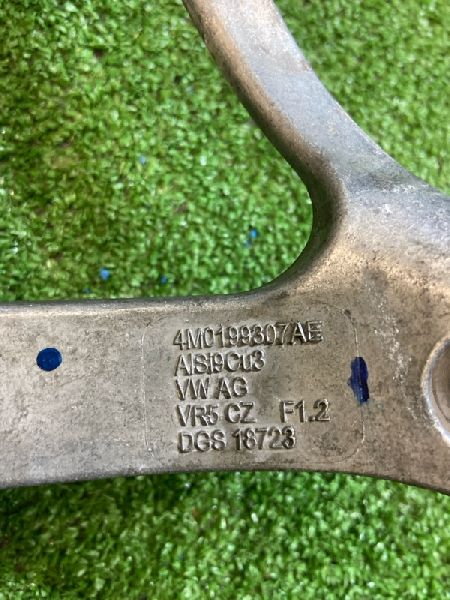 4M0199307AE
AlSi9Cu3
VW AG
VR5 CZ F1.2
DGS 18723